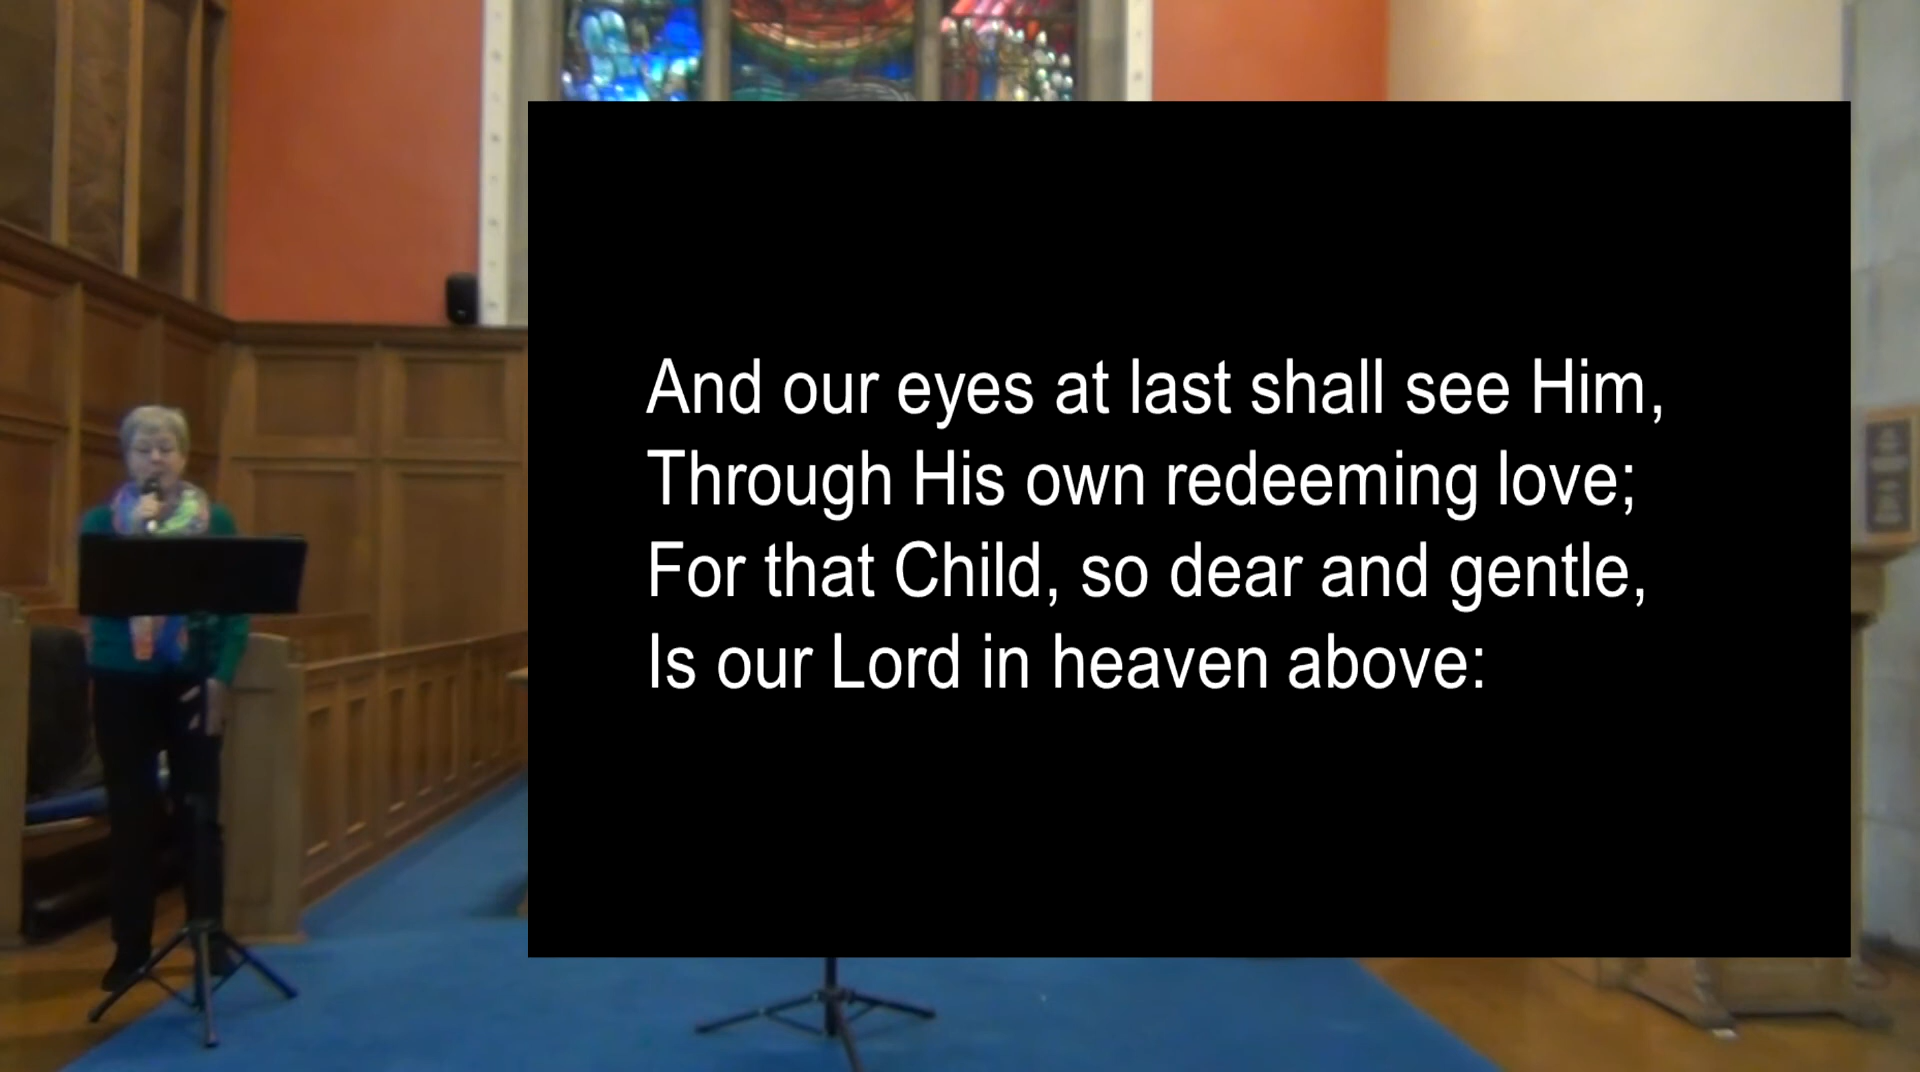 And our eyes at last shall see Him,
Through His own redeeming love;
For that Child, so dear and gentle,
Is our Lord in heaven above: